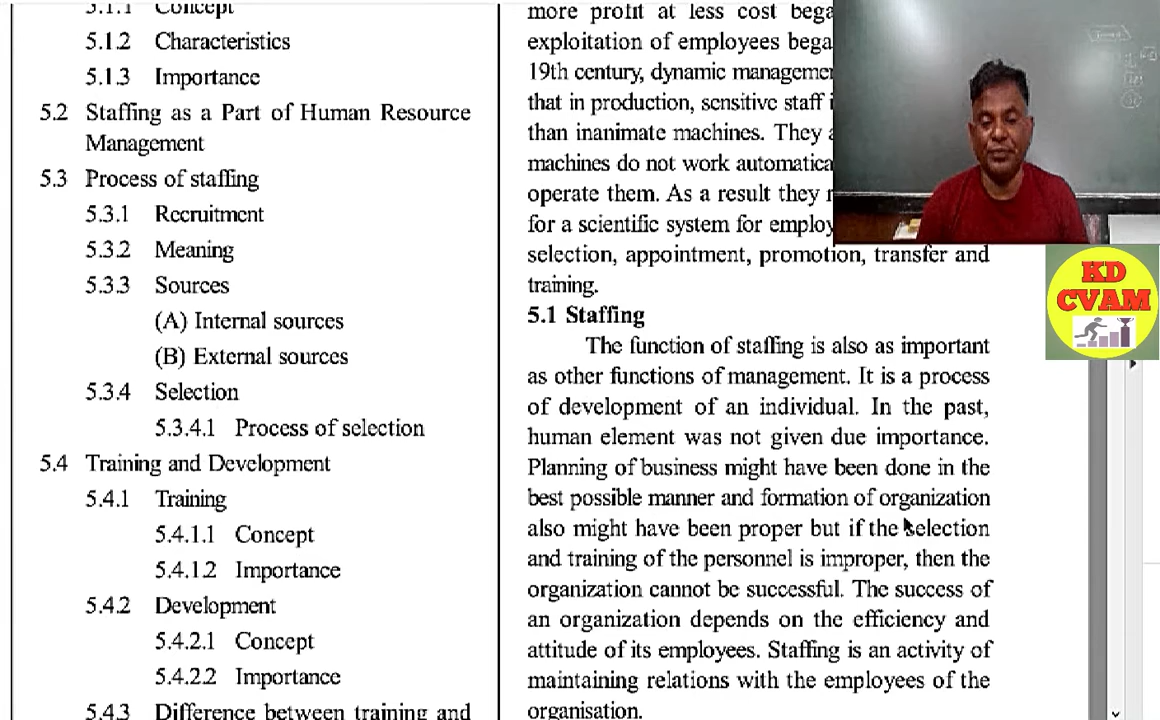 5.1.1 Concept
5.1.2 Characteristics
5.1.3 Importance
5.2 Staffing as a Part of Human Resource
Management
5.3 Process of staffing
5.3.1 Recruitment
5.3.2 Meaning
5.3.3 Sources
(A) Internal sources
(B) External sources
5.3.4 Selection
5.3.4.1 Process of selection
5.4 Training and Development
5.4.1 Training
5.4.1.1 Concept
5.4.1.2 Importance
5.4.2 Development
5.4.2.1 Concept
5.4.2.2 Importance
5.4.3 Difference between training and
more profit at less cost bega
exploitation of employees bega
19th century, dynamic manageme
that in production, sensitive staff i
than inanimate machines. They a
machines do not work automatica
operate them. As a result they r
for a scientific system for employ
selection, appointment, promotion, transfer and
training.
5.1 Staffing
The function of staffing is also as important
as other functions of management. It is a process
of development of an individual. In the past,
human element was not given due importance.
Planning of business might have been done in the
best possible manner and formation of organization
also might have been proper but if the selection
and training of the personnel is improper, then the
organization cannot be successful. The success of
an organization depends on the efficiency and
attitude of its employees. Staffing is an activity of
maintaining relations with the employees of the
organisation.
KD
CVAM